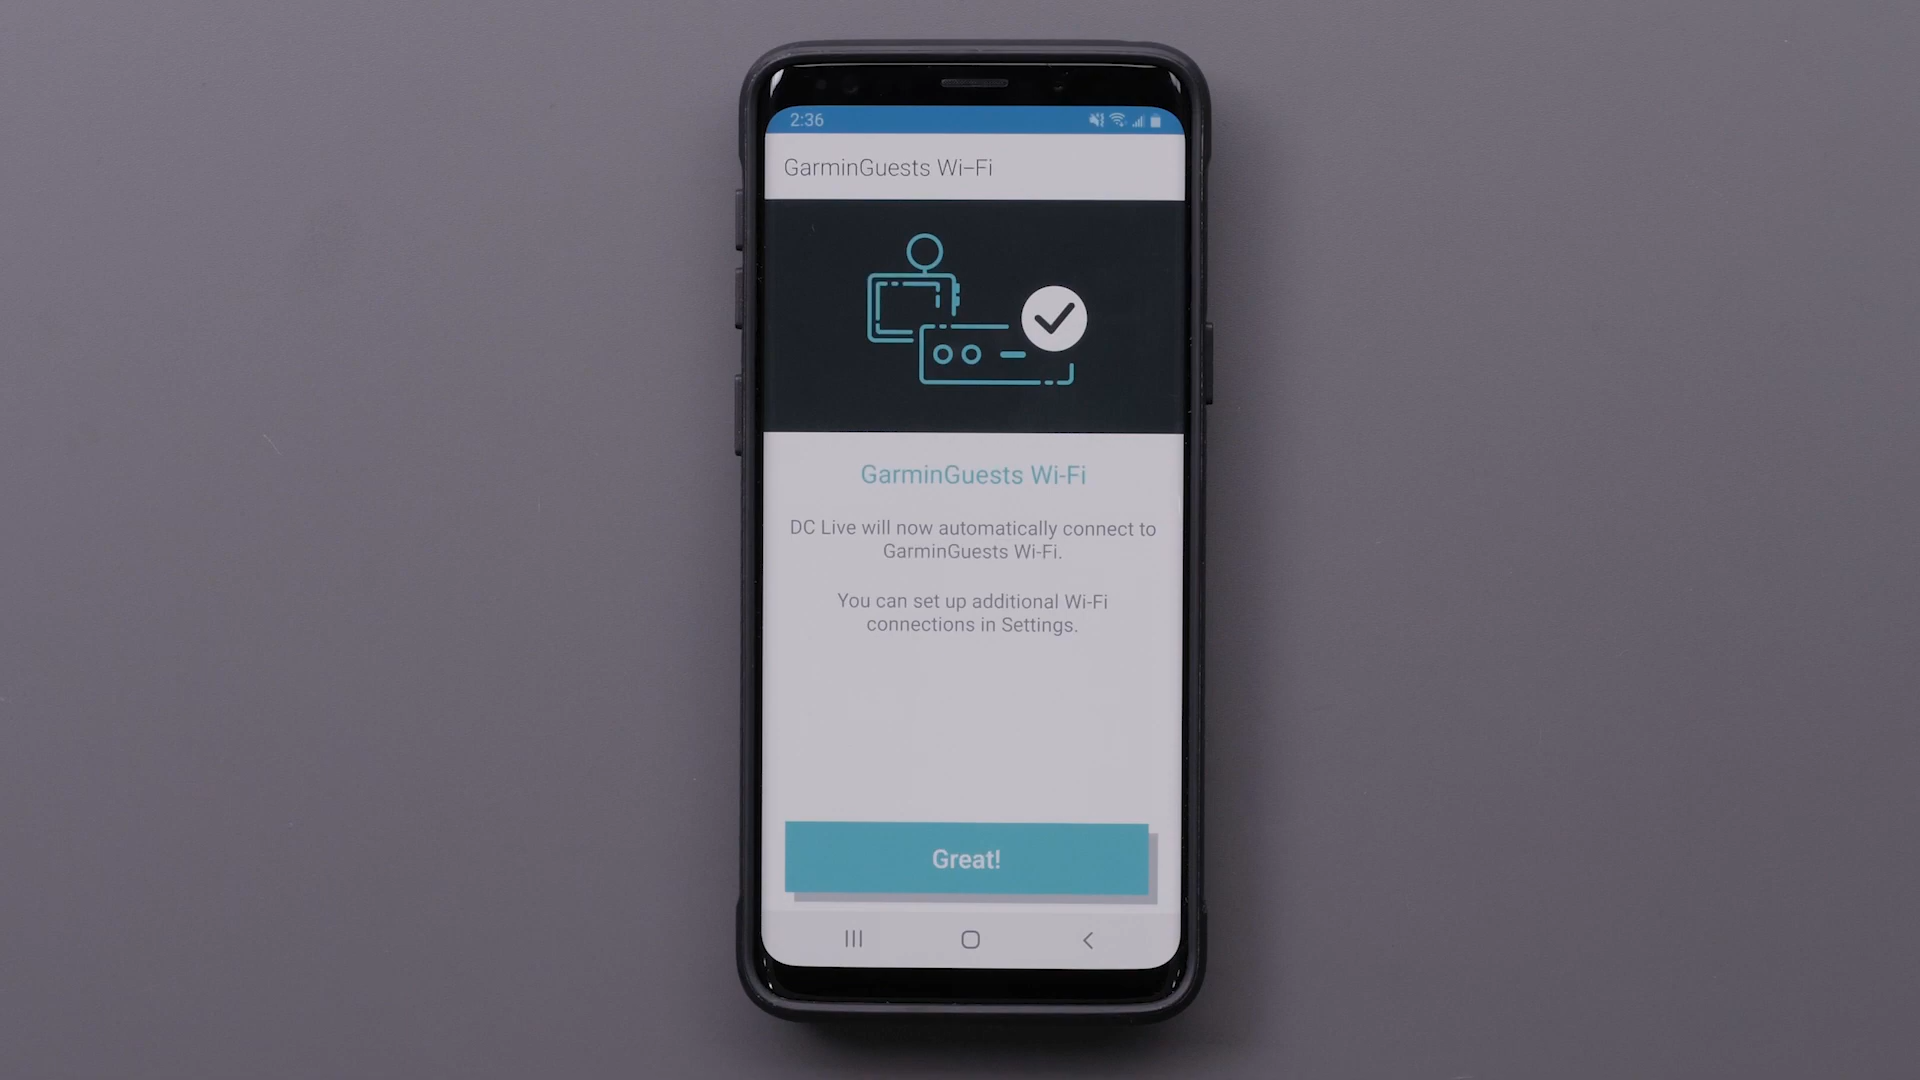 2:36
GarminGuests Wi-Fi
GarminGuests Wi-Fi
DC Live will now automatically connect to
GarminGuests Wi-Fi.
You can set up additional Wi-Fi
connections in Settings.
Great!